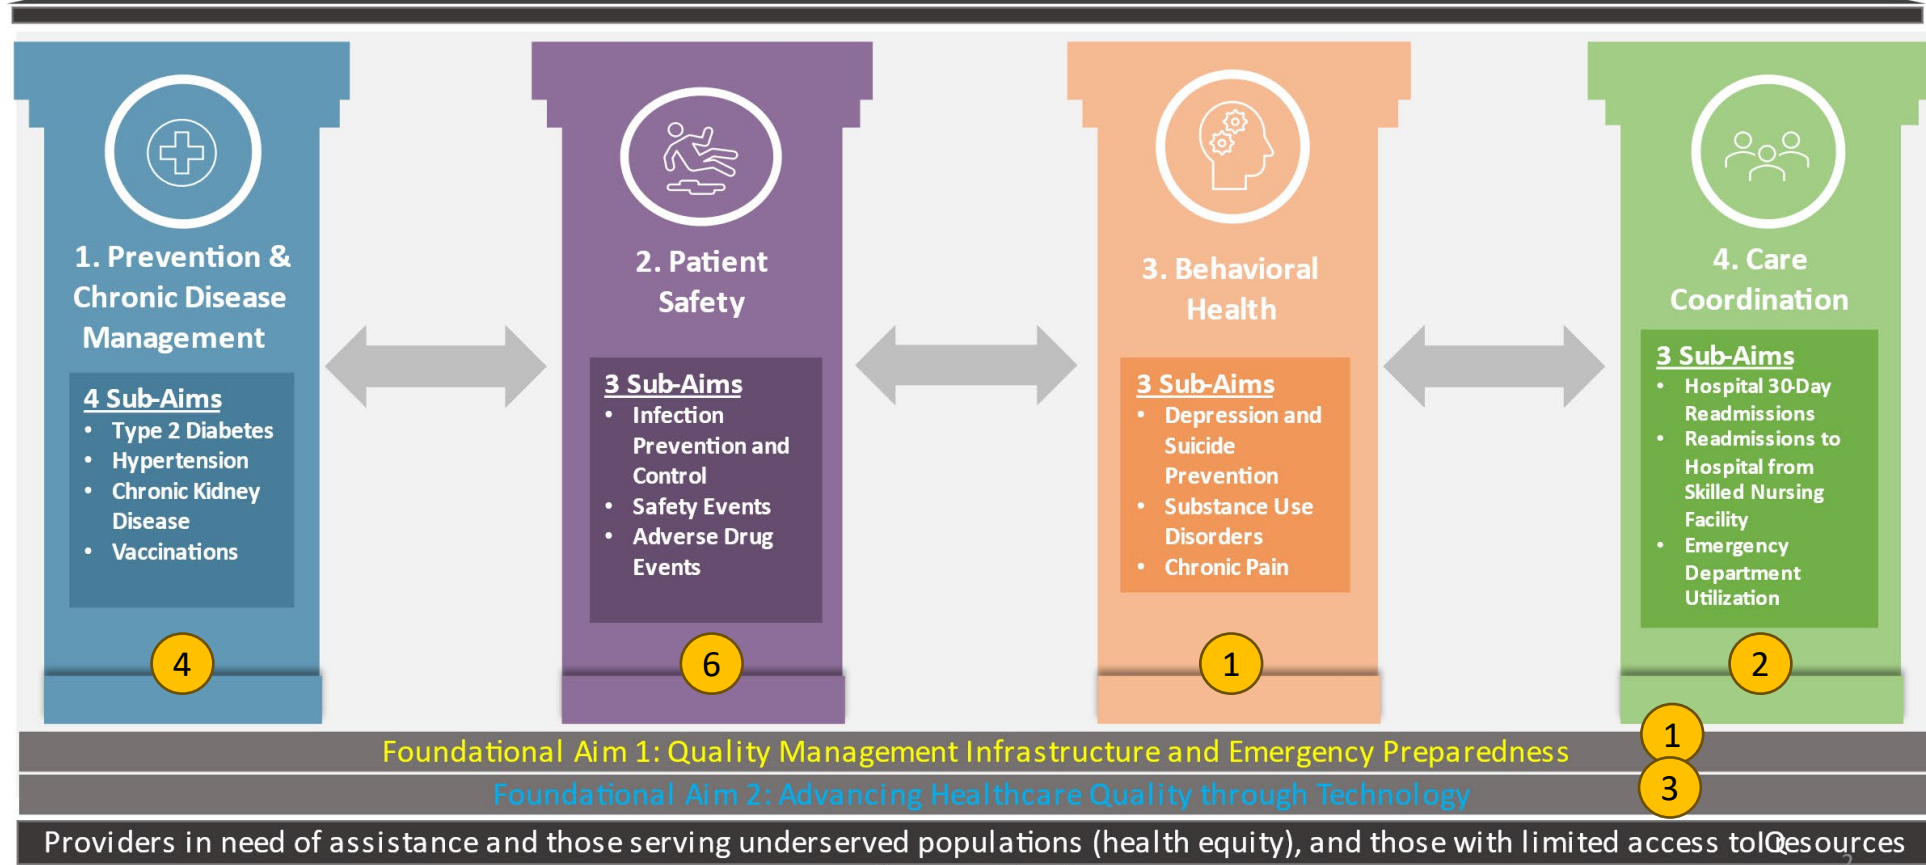 1. Prevention &
Chronic Disease
Management
4 Sub-Aims
• Type 2 Diabetes
• Hypertension
• Chronic Kidney
Disease
• Vaccinations
4
2. Patient
Safety
3 Sub-Aims
• Infection
Prevention and
Control
• Safety Events
• Adverse Drug
Events
6
3. Behavioral
Health
3 Sub-Aims
• Depression and
Suicide
Prevention
• Substance Use
Disorders
• Chronic Pain
1
4. Care
Coordination
3 Sub-Aims
• Hospital 30-Day
Readmissions
• Readmissions to
Hospital from
Skilled Nursing
Facility
• Emergency
Department
Utilization
2
Foundational Aim 1: Quality Management Infrastructure and Emergency Preparedness
1
Foundational Aim 2: Advancing Healthcare Quality through Technology
3
Providers in need of assistance and those serving underserved populations (health equity), and those with limited access to resources
2